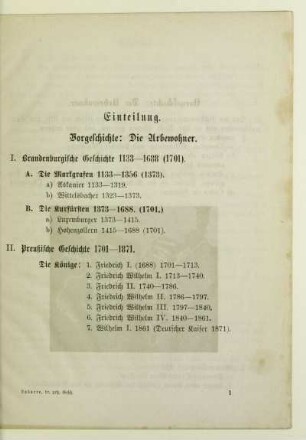 Einteilung.
Vorgeschichte: Die Urbewohner.
I. Brandenburgische Geschichte 1133—1688 (1701).
A. Die Markgrafen 1133—1356 (1373).
a) Askanier 1133—1319.
b) Wittelsbacher 1323—1373.
B. Die Kurfürsten 1373—1688. (1701.)
a) Luxemburger 1373—1415.
b) Hohenzollern 1415—1688 (1701).
II. Preußische Geschichte 1701—1871.
Die Könige: 1. Friedrich I. (1688) 1701—1713.
2. Friedrich Wilhelm I. 1713—1740.
3. Friedrich II. 1740—1786.
4. Friedrich Wilhelm II. 1786—1797.
5. Friedrich Wilhelm III. 1797—1840.
6. Friedrich Wilhelm IV. 1840—1861.
7. Wilhelm I. 1861 (Deutscher Kaiser 1871).
1